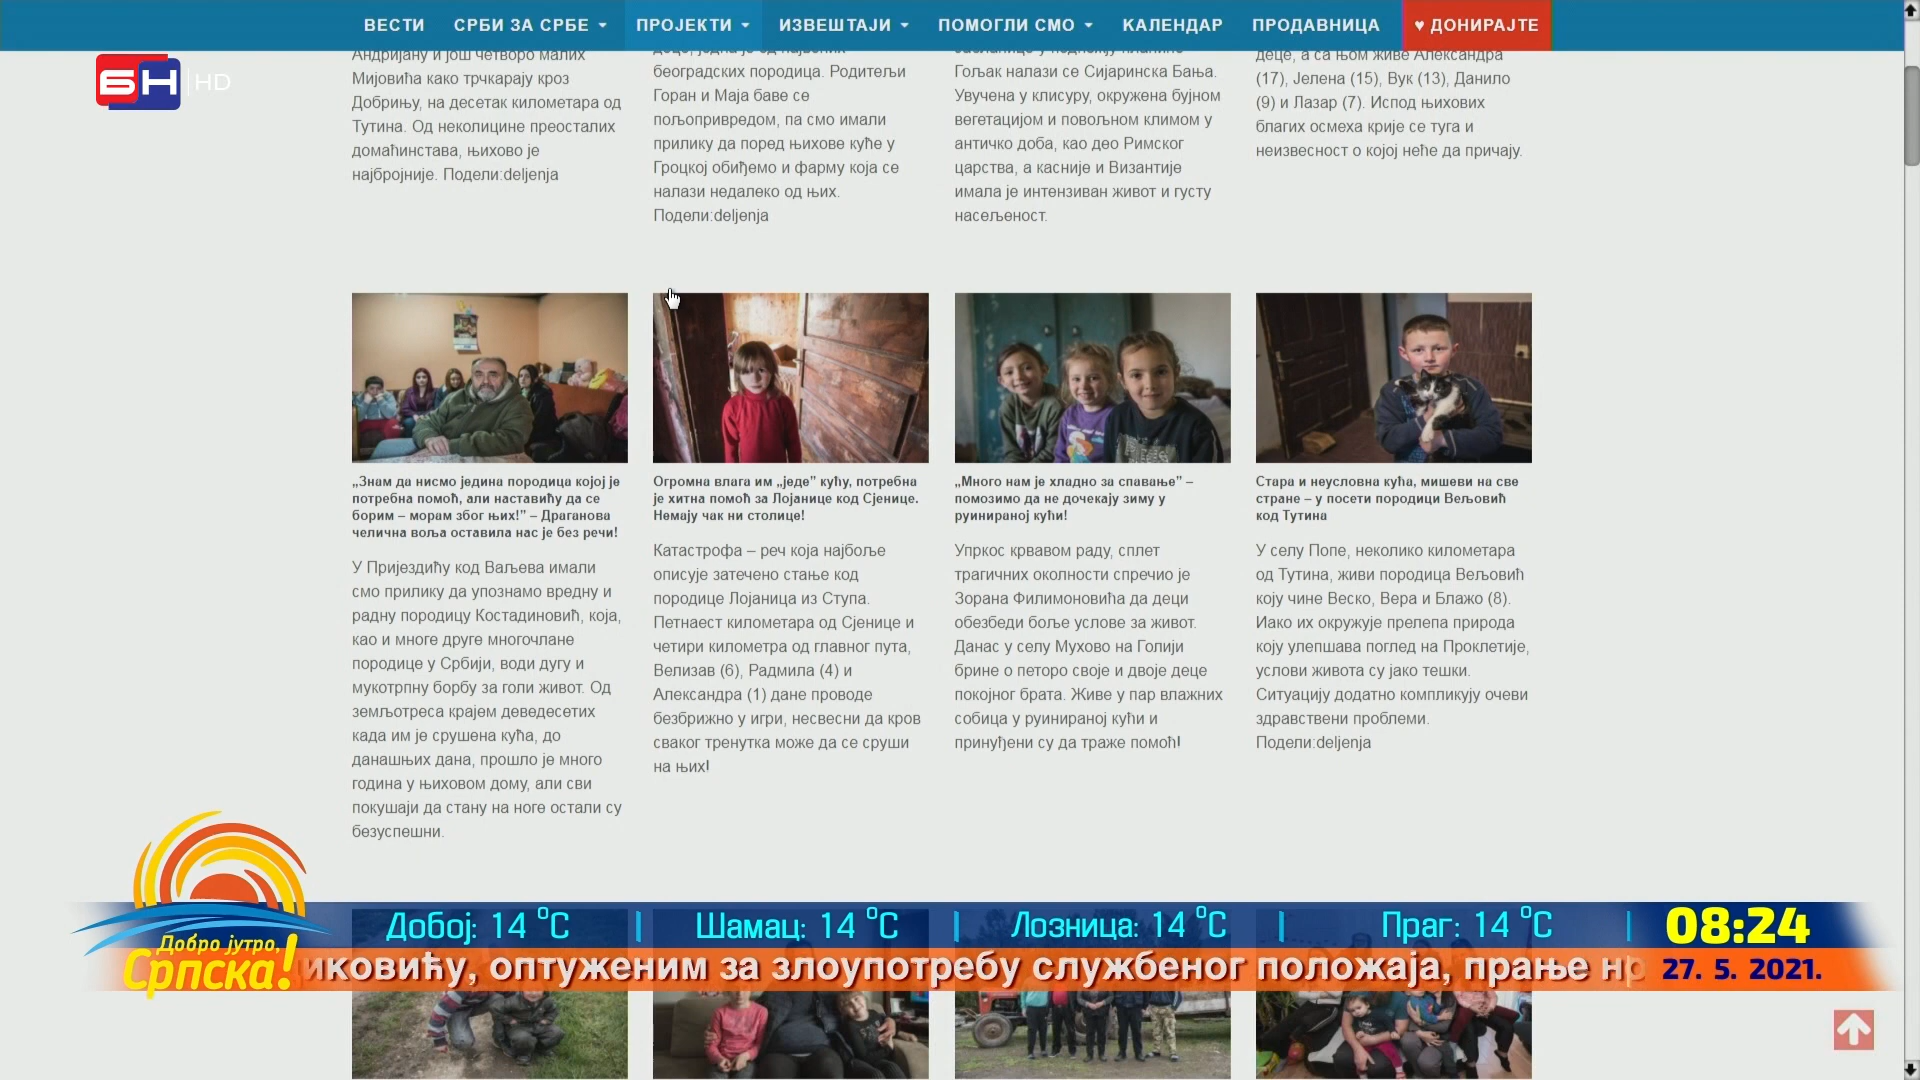 ВЕСТИ СРБИ ЗА СРБЕ ПРОЈЕКТИ ИЗВЕШТАЈИ ПОМОГЛИ СМО КАЛЕНДАР ПРОДАВНИЦА ♥ ДОНИРАЈТЕ
БН HD
Андријану и још четворо малих
Мијовића како трчкарају кроз
Добрињу, на десетак километара од
Тутина. Од неколицине преосталих
домаћинстава, њихово је
најбројније. Подели:deljenja
београдских породица. Родитељи
Горан и Маја баве се
пољопривредом, па смо имали
прилику да поред њихове куће у
Гроцкој обиђемо и фарму која се
налази недалеко од њих.
Подели:deljenja
Гољак налази се Сијаринска Бања.
Увучена у клисуру, окружена бујном
вегетацијом и повољном климом у
античко доба, као део Римског
царства, а касније и Византије
имала је интензиван живот и густу
насељеност.
деце, а са њом живе Александра
(17), Јелена (15), Вук (13), Данило
(9) и Лазар (7). Испод њихових
благих осмеха крије се туга и
неизвесност о којој неће да причају.
„Знам да нисмо једина породица којој је
потребна помоћ, али наставићу да се
борим – морам због њих!” – Драганова
челична воља оставила нас је без речи!
У Пријездићу код Ваљева имали
смо прилику да упознамо вредну и
радну породицу Костадиновић, која,
као и многе друге многочлане
породице у Србији, води дугу и
мукотрпну борбу за голи живот. Од
земљотреса крајем деведесетих
када им је срушена кућа, до
данашњих дана, прошло је много
година у њиховом дому, али сви
покушаји да стану на ноге остали су
безуспешни.
Огромна влага им „једе” кућу, потребна
је хитна помоћ за Лојанице код Сјенице.
Немају чак ни столице!
Катастрофа – реч која најбоље
описује затечено стање код
породице Лојаница из Ступа.
Петнаест километара од Сјенице и
четири километра од главног пута,
Велизав (6), Радмила (4) и
Александра (1) дане проводе
безбрижно у игри, несвесни да кров
сваког тренутка може да се сруши
на њих!
„Много нам је хладно за спавање” –
помозимо да не дочекају зиму у
руинираној кући!
Упркос крвавом раду, сплет
трагичних околности спречио је
Зорана Филимоновића да деци
обезбеди боље услове за живот.
Данас у селу Мухово на Голији
брине о петоро своје и двоје деце
покојног брата. Живе у пар влажних
собица у руинираној кући и
принуђени су да траже помоћ!
Стара и неусловна кућа, мишеви на све
стране – у посети породици Вељовић
код Тутина
У селу Попе, неколико километара
од Тутина, живи породица Вељовић
коју чине Веско, Вера и Блажо (8).
Иако их окружује прелепа природа
коју улепшава поглед на Проклетије,
услови живота су јако тешки.
Ситуацију додатно компликују очеви
здравствени проблеми.
Подели:deljenja
Добој: 14 °C | Шамац: 14 °C | Лозница: 14 °C | Праг: 14 °C | 08:24
Добро јутро,
Српска!
иковићу, оптуженим за злоупотребу службеног положаја, прање 27. 5. 2021.